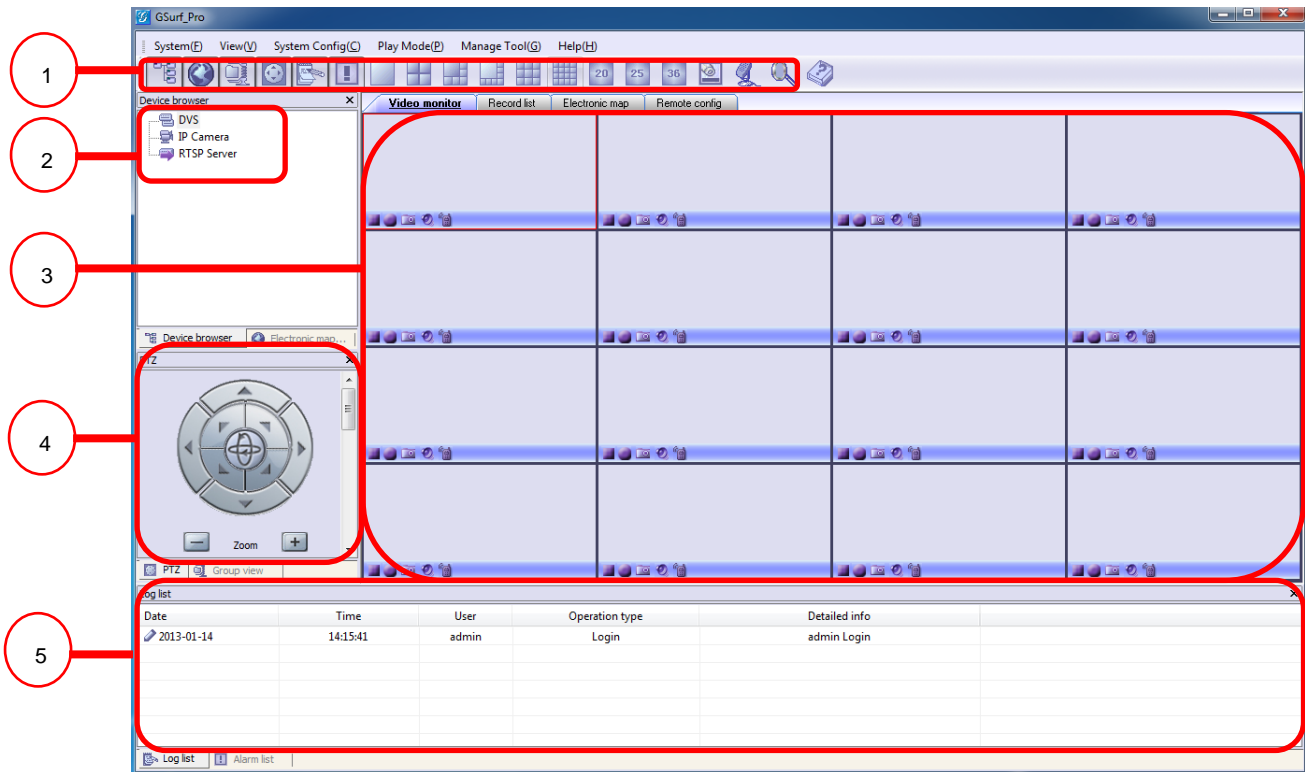 GSurf_Pro
System(F) View(V) System Config(C) Play Mode(P) Manage Tool(G) Help(H)
1
20 25 36
Device browser
Video monitor Record list Electronic map Remote config
DVS
IP Camera
RTSP Server
2
3
Device browser Electronic map...
PTZ
4
Zoom
PTZ Group view
Log list
Date Time User Operation type Detailed info
2013-01-14 14:15:41 admin Login admin Login
5
Log list Alarm list